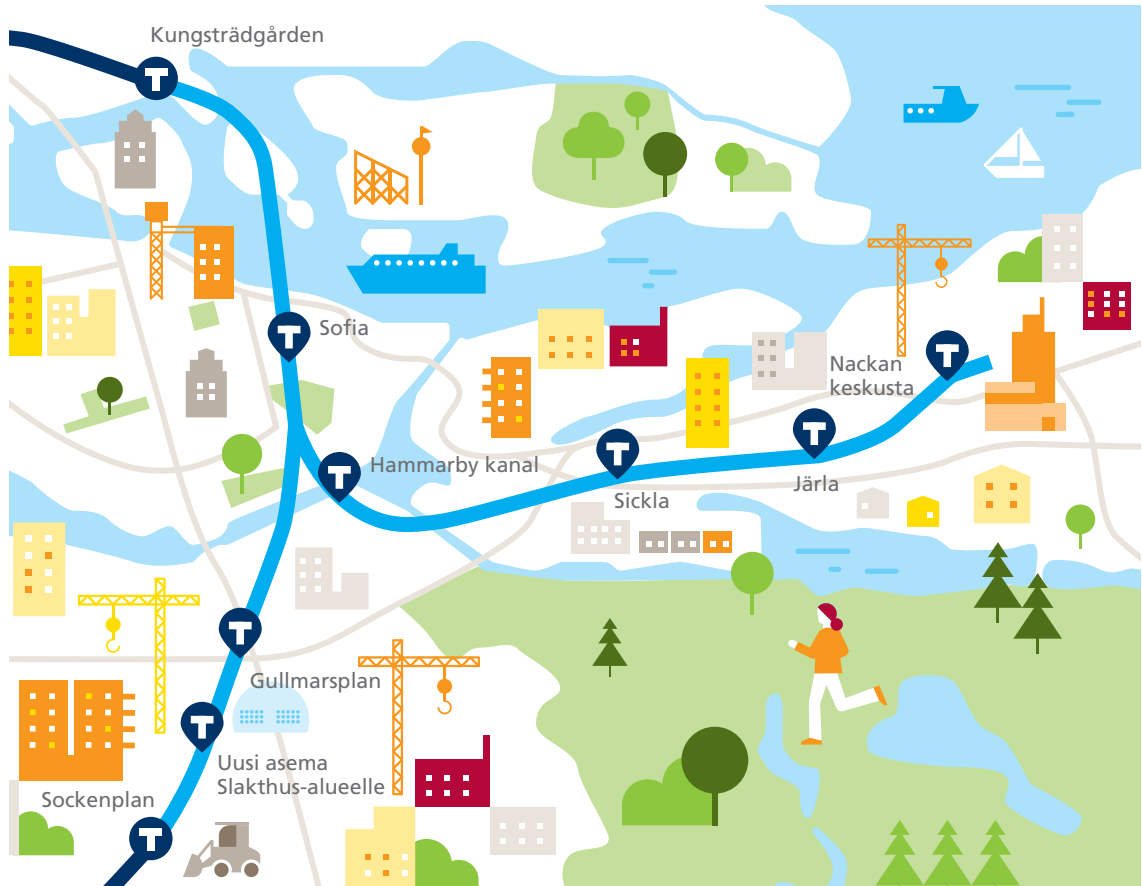 Kungsträdgården
Sofia
Nackan
keskusta
Hammarby kanal
Sickla
Järla
Gullmarsplan
Uusi asema
Slakthus-alueelle
Sockenplan
T
T
T
T
T
T
T
T
T